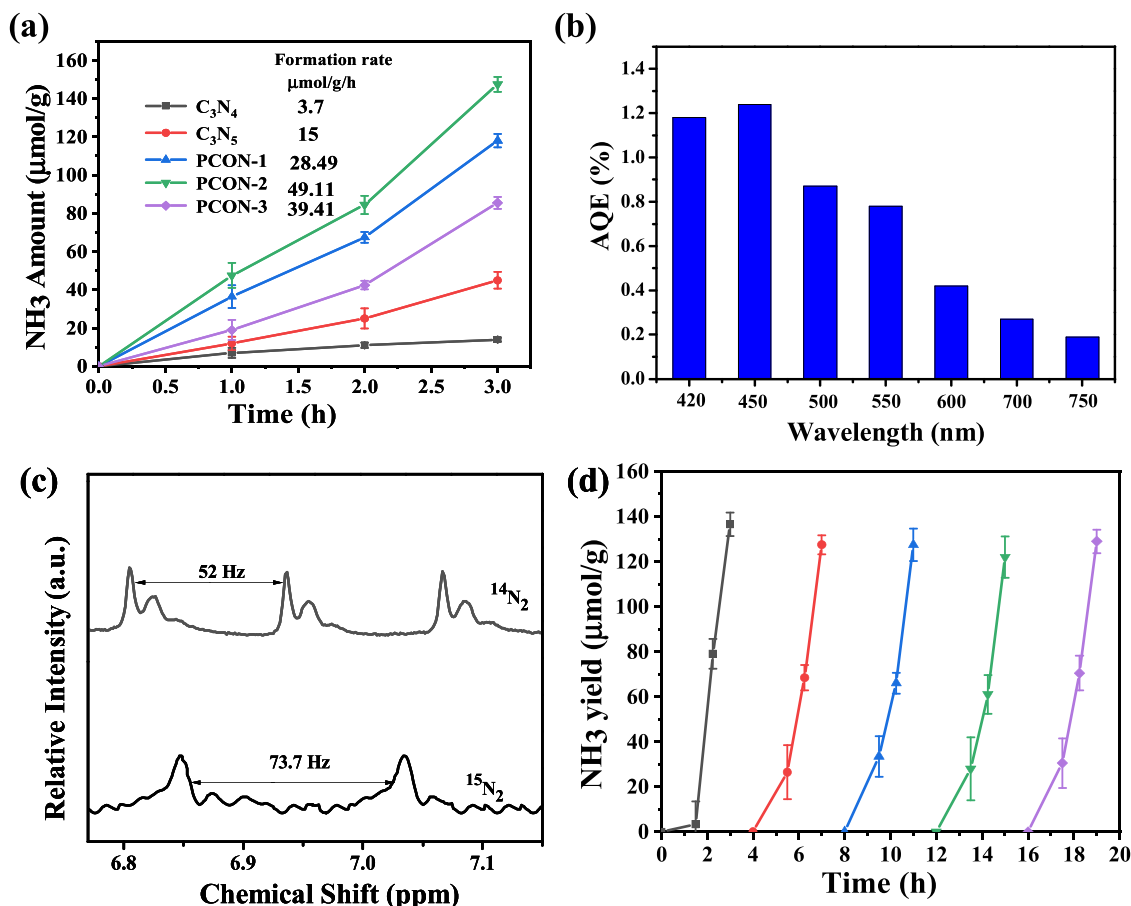 (a)
NH3 Amount (μmol/g)
160
140
120
100
80
60
40
20
0
Formation rate
μmol/g/h
C₃N₄ 3.7
C₃N₅ 15
PCON-1 28.49
PCON-2 49.11
PCON-3 39.41
0.0 0.5 1.0 1.5 2.0 2.5 3.0
Time (h)
(b)
AQE (%)
1.4
1.2
1.0
0.8
0.6
0.4
0.2
0.0
420 450 500 550 600 700 750
Wavelength (nm)
(c)
Relative Intensity (a.u.)
52 Hz
¹⁴N₂
73.7 Hz
¹⁵N₂
6.8 6.9 7.0 7.1
Chemical Shift (ppm)
(d)
NH3 yield (μmol/g)
160
140
120
100
80
60
40
20
0
0 2 4 6 8 10 12 14 16 18 20
Time (h)